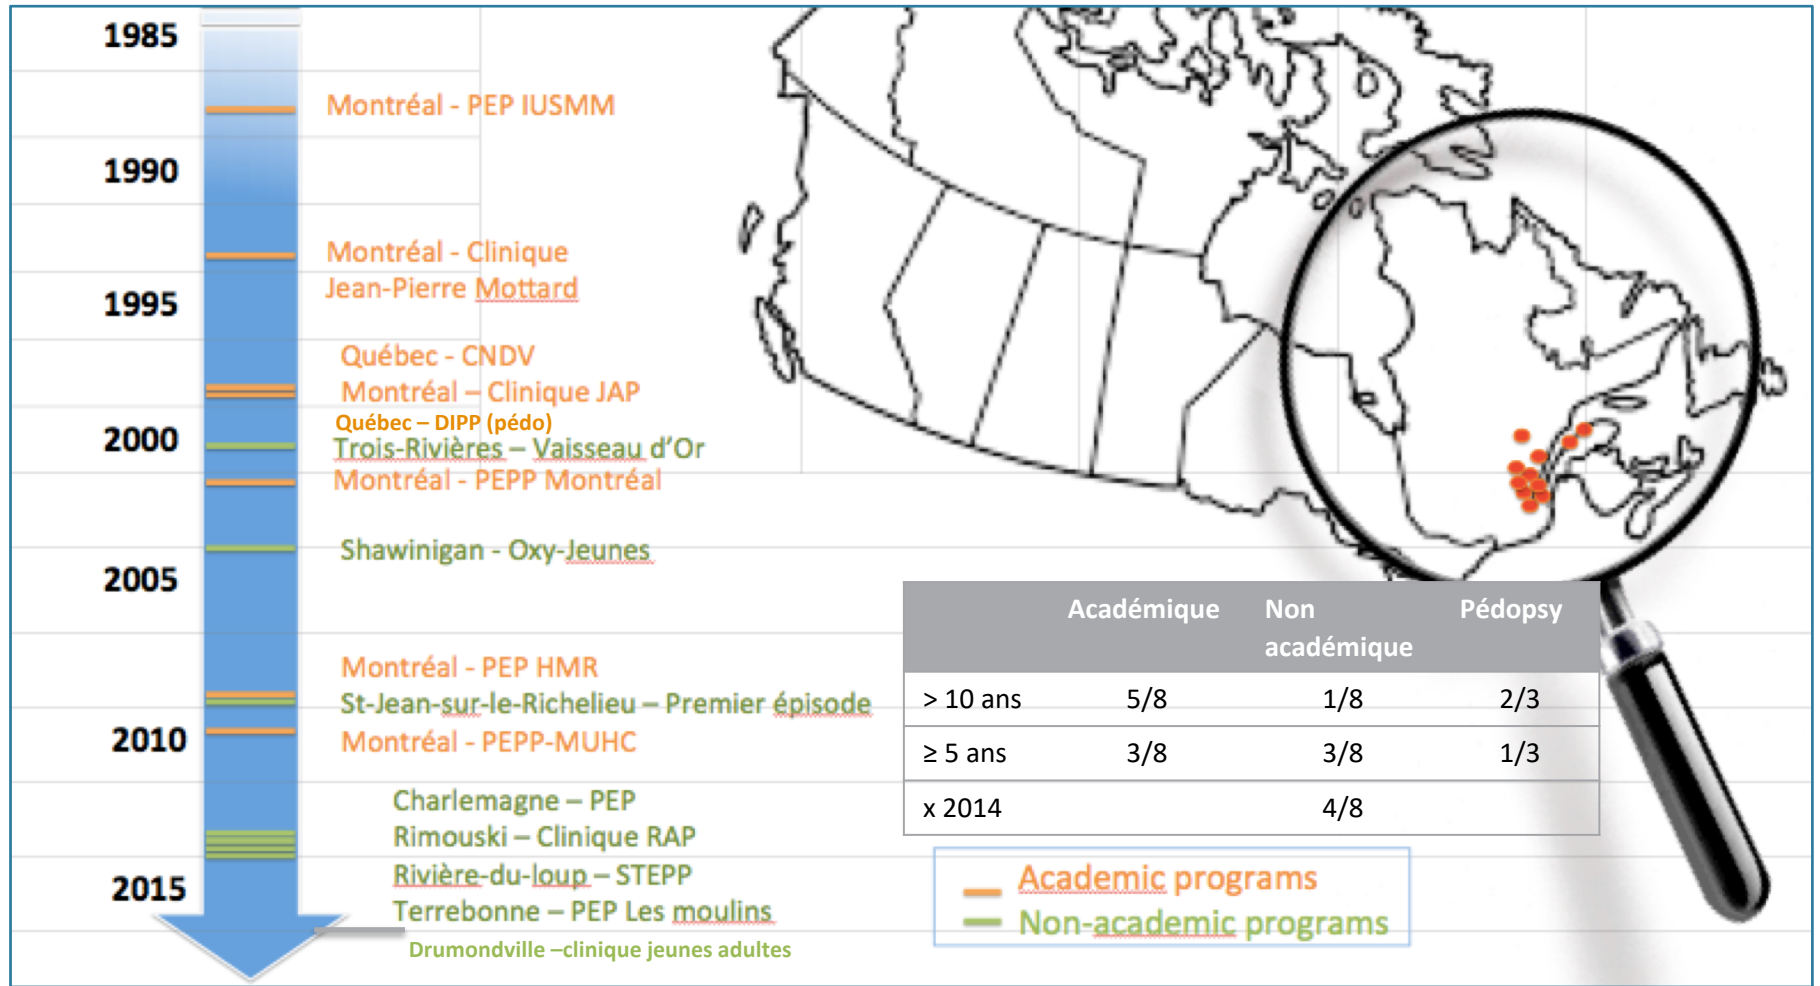 1985
Montréal - PEP IUSMM
1990
Montréal - Clinique
Jean-Pierre Mottard
1995
Québec - CNDV
Montréal – Clinique JAP
Québec – DIPP (pédo)
2000
Trois-Rivières – Vaisseau d'Or
Montréal - PEPP Montréal
Shawinigan - Oxy-Jeunes
2005
Montréal - PEP HMR
St-Jean-sur-le-Richelieu – Premier épisode
2010
Montréal - PEPP-MUHC
Charlemagne – PEP
Rimouski – Clinique RAP
Rivière-du-loup – STEPP
2015
Terrebonne – PEP Les moulins
Drumondville –clinique jeunes adultes
Académique Non académique Pédopsy
> 10 ans 5/8 1/8 2/3
≥ 5 ans 3/8 3/8 1/3
x 2014 4/8
Academic programs
Non-academic programs